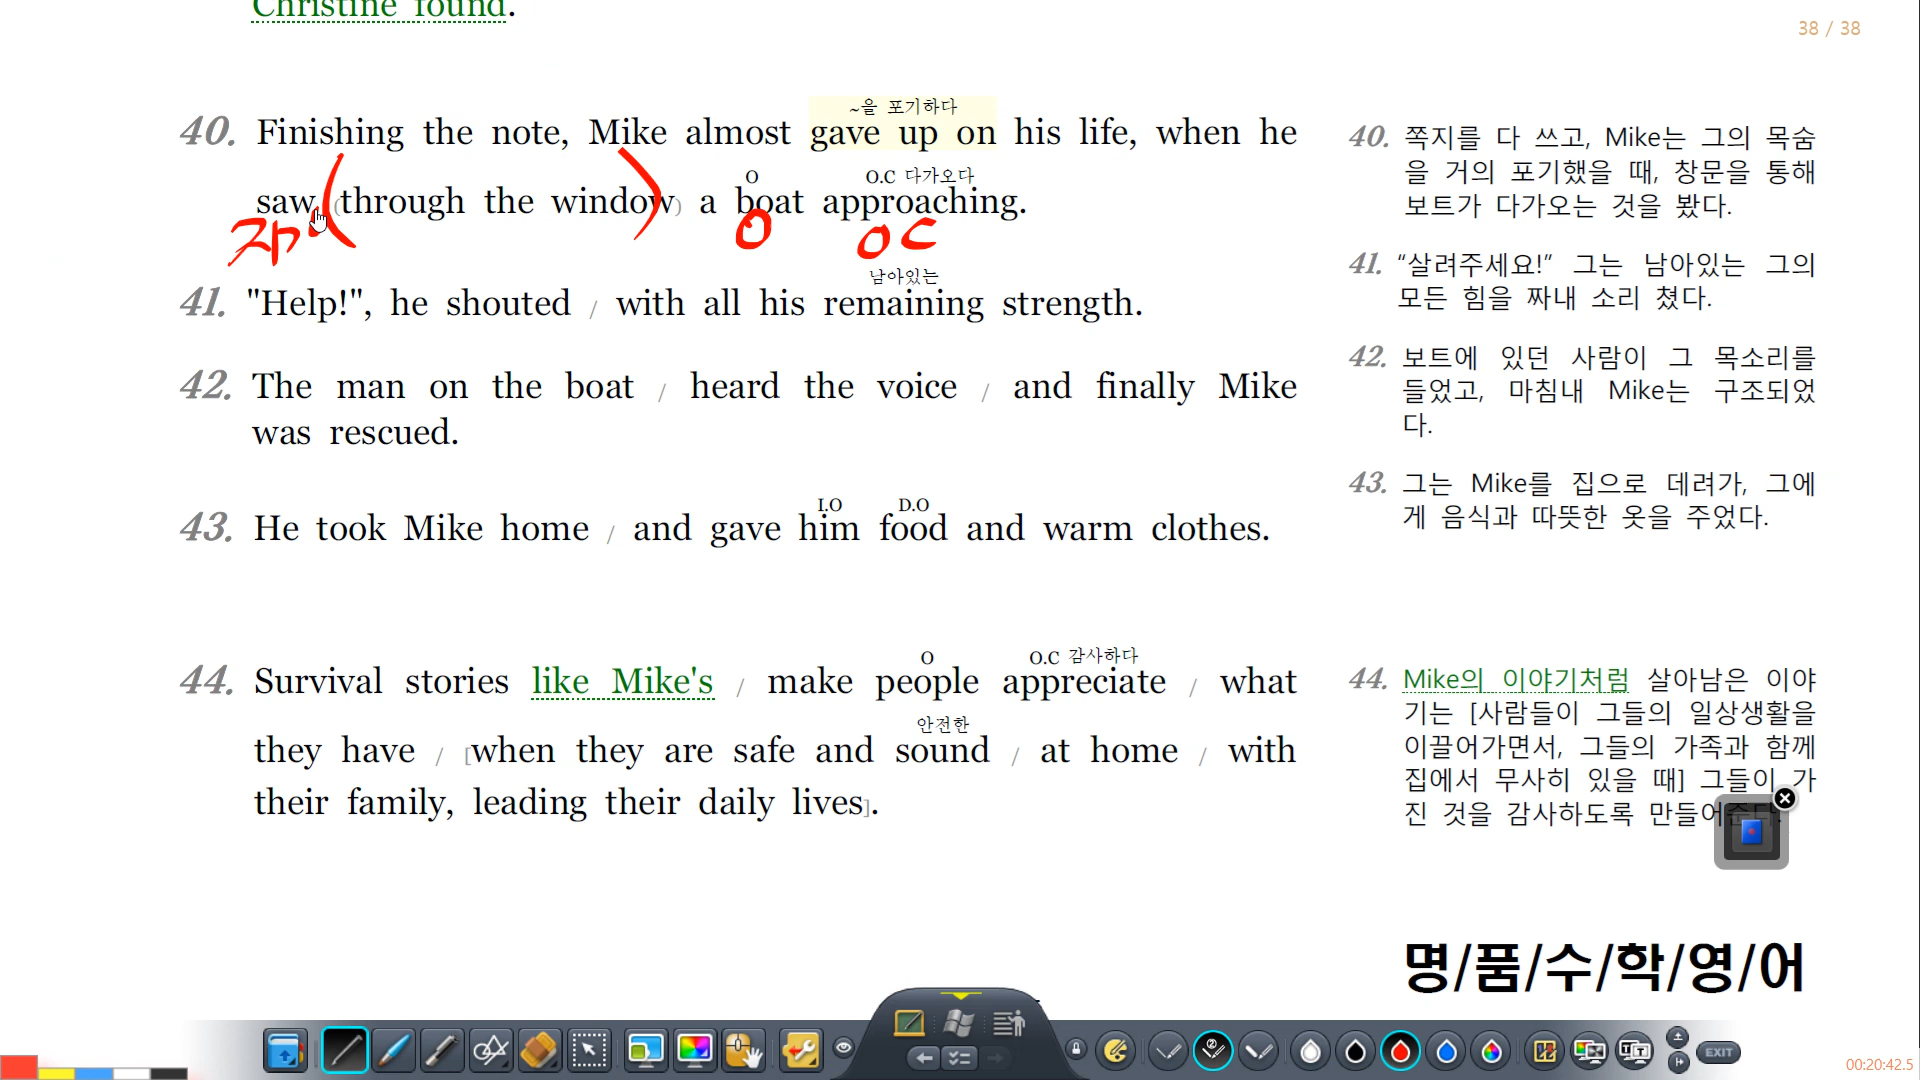 Christine found.
38 / 38
~을 포기하다
40. Finishing the note, Mike almost gave up on his life, when he
O O.C 다가오다
saw (through the window) a boat approaching.
O O C
남아있는
41. "Help!", he shouted / with all his remaining strength.
42. The man on the boat / heard the voice / and finally Mike
was rescued.
I.O D.O
43. He took Mike home / and gave him food and warm clothes.
O O.C 감사하다
44. Survival stories like Mike's / make people appreciate / what
안전한
they have / [when they are safe and sound / at home / with
their family, leading their daily lives].
40. 쪽지를 다 쓰고, Mike는 그의 목숨
을 거의 포기했을 때, 창문을 통해
보트가 다가오는 것을 봤다.
41. “살려주세요!” 그는 남아있는 그의
모든 힘을 짜내 소리 쳤다.
42. 보트에 있던 사람이 그 목소리를
들었고, 마침내 Mike는 구조되었
다.
43. 그는 Mike를 집으로 데려가, 그에
게 음식과 따뜻한 옷을 주었다.
44. Mike의 이야기처럼 살아남은 이야
기는 [사람들이 그들의 일상생활을
이끌어가면서, 그들의 가족과 함께
집에서 무사히 있을 때] 그들이 가
진 것을 감사하도록 만들어준다.
명/품/수/학/영/어
EXIT
00:20:42.5